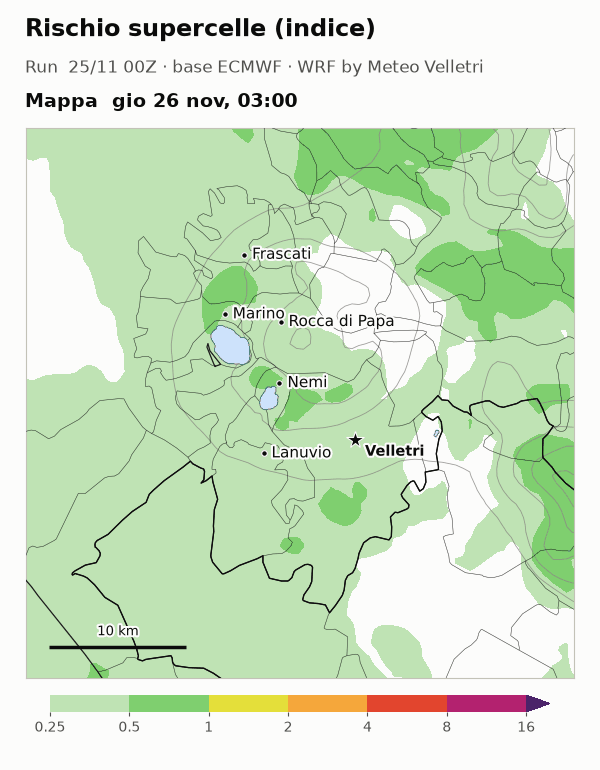 Rischio supercelle (indice)
Run 25/11 00Z · base ECMWF · WRF by Meteo Velletri
Mappa gio 26 nov, 03:00
Frascati
Marino
Rocca di Papa
Nemi
Velletri
Lanuvio
10 km
0.25 0.5 1 2 4 8 16